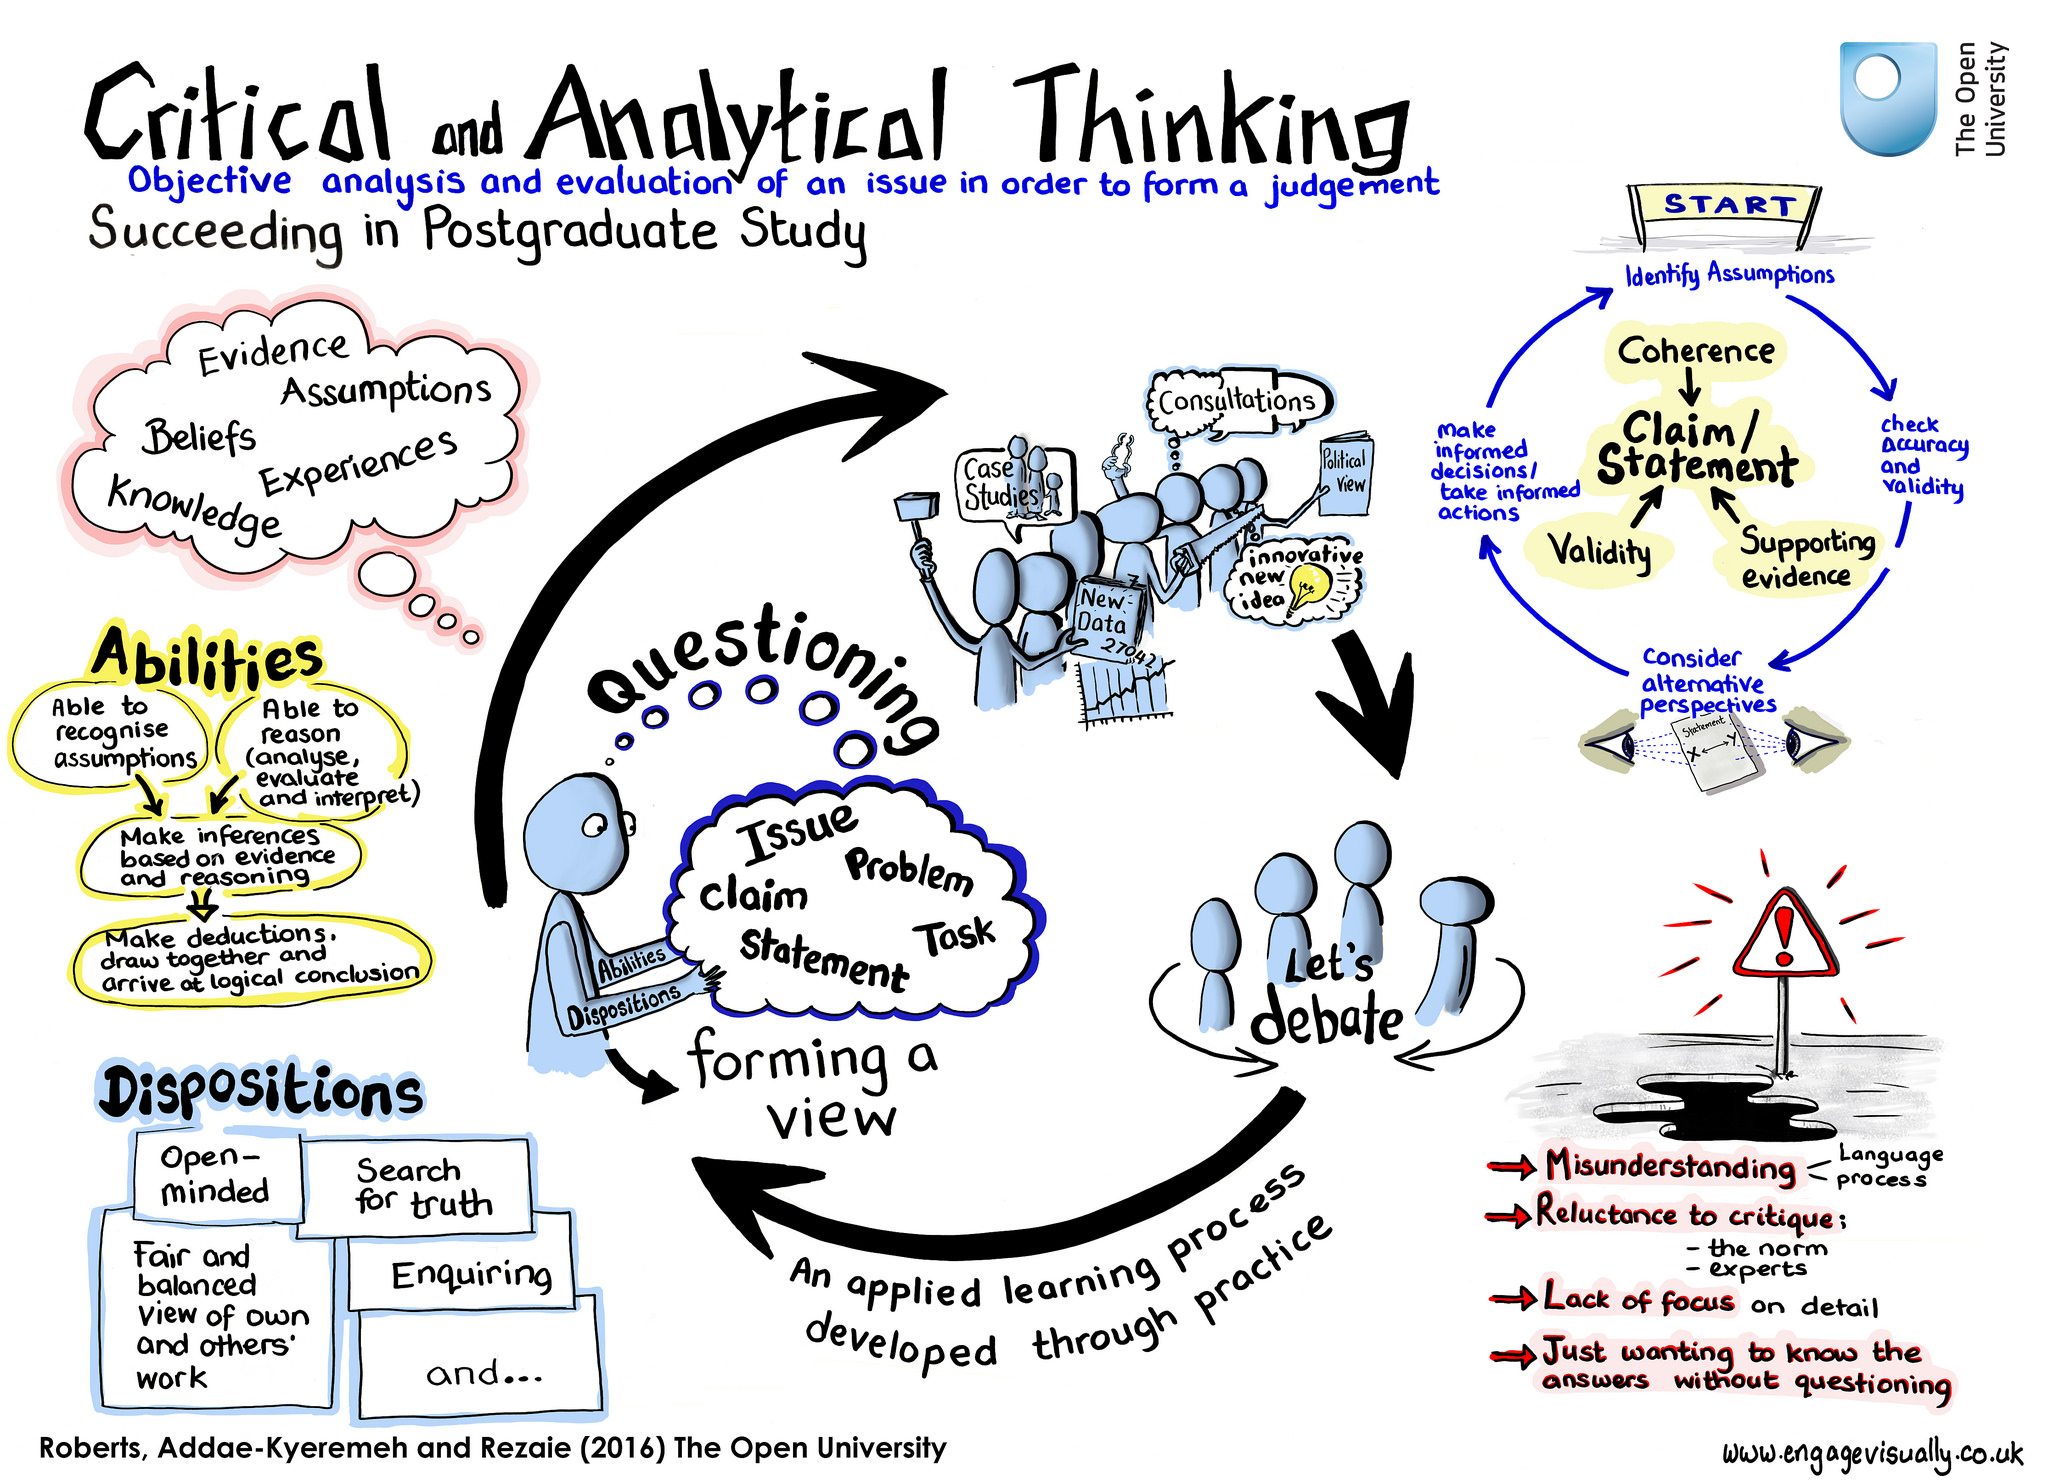 Critical and Analytical Thinking
Objective analysis and evaluation of an issue in order to form a judgement
Succeeding in Postgraduate Study
The Open
University
Evidence
Assumptions
Beliefs
Experiences
Knowledge
Abilities
Able to
recognise
assumptions
Able to
reason
(analyse,
evaluate
and interpret)
Make inferences
based on evidence
and reasoning
Make deductions,
draw together and
arrive at logical conclusion
Dispositions
Open-
minded
Search
for truth
Fair and
balanced
view of own
and others'
work
Enquiring
and...
Questioning
Issue
Problem
Claim
Statement
Task
Abilities
Dispositions
forming a
view
Consultations
Case
Studies
Political
view
innovative
new
idea
New
Data
27042
Let's
debate
An applied learning process
developed through practice
START
Identify Assumptions
check
Accuracy
and
validity
Consider
alternative
perspectives
make
informed
decisions/
take informed
actions
Coherence
Claim/
Statement
Validity
Supporting
evidence
Statement
X Y
!
Misunderstanding
Language
process
Reluctance to critique:
- the norm
- experts
Lack of focus on detail
Just wanting to know the
answers without questioning
Roberts, Addae-Kyeremeh and Rezaie (2016) The Open University
www.engagevisually.co.uk